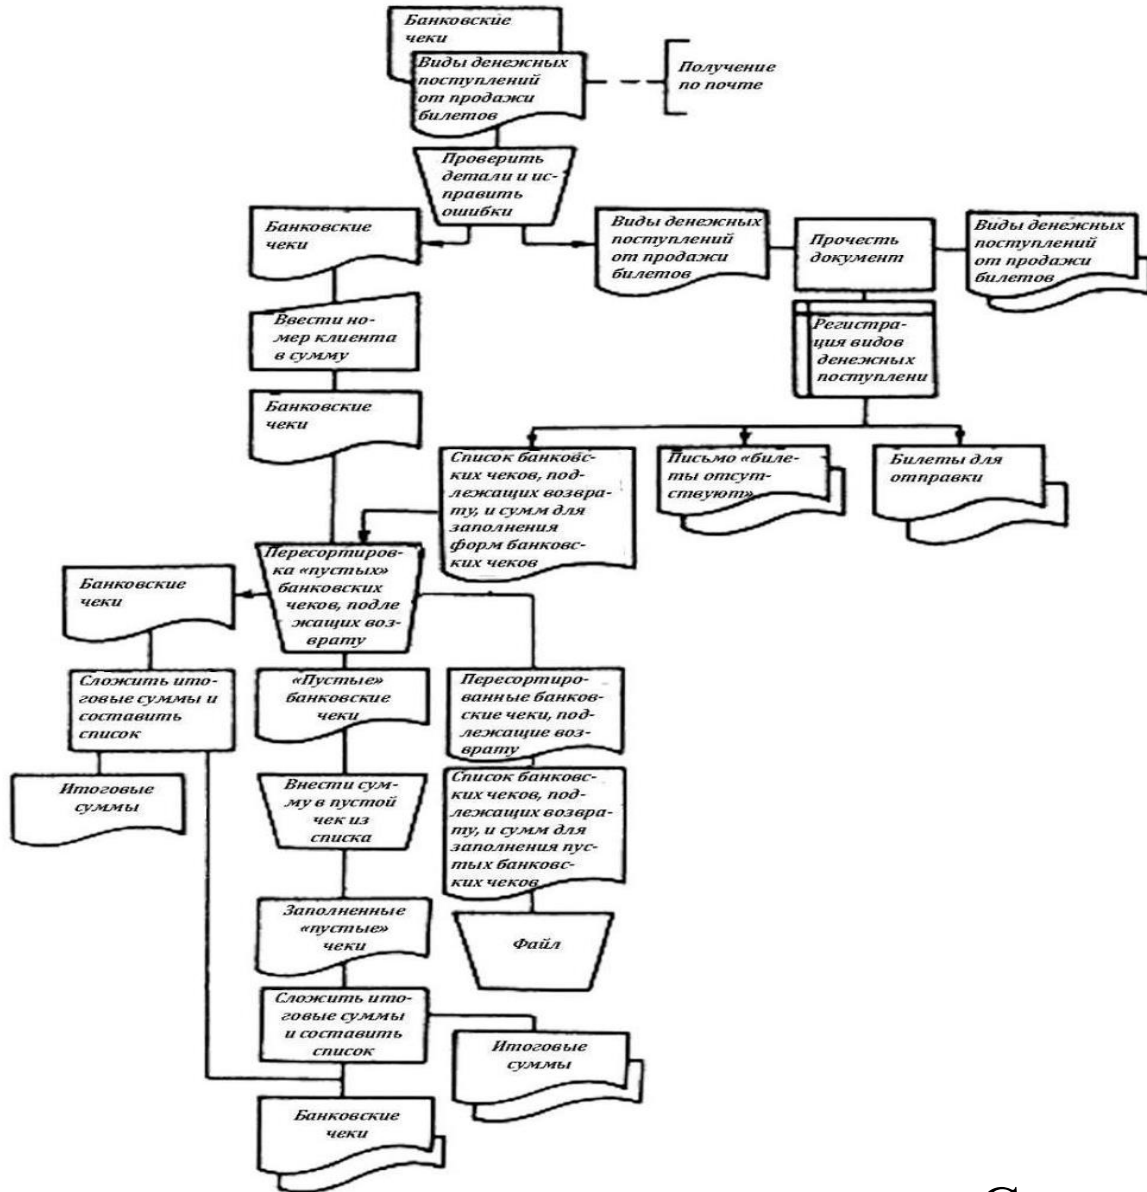 Банковские
чеки
Виды денежных
поступлений
от продажи
билетов
Получение
по почте
Проверить
детали и ис-
править
ошибки
Банковские
чеки
Виды денежных
поступлений
от продажи
билетов
Прочесть
документ
Виды денежных
поступлений
от продажи
билетов
Ввести но-
мер клиента
в сумму
Регистра-
ция видов
денежных
поступлени
Банковские
чеки
Список банковс-
ких чеков, под-
лежащих возвра-
ту, и сумм для
заполнения
форм банковс-
ких чеков
Письмо «биле-
ты отсут-
ствуют»
Билеты для
отправки
Пересортиров-
ка «пустых»
банковских
чеков, подле
жащих воз-
врату
Банковские
чеки
Сложить ито-
говые суммы и
составить
список
«Пустые»
банковские
чеки
Пересортиро-
ванные банков-
ские чеки, под-
лежащие воз-
врату
Итоговые
суммы
Внести сум-
му в пустой
чек из
списка
Список банковс-
ких чеков, под-
лежащих возвра-
ту, и сумм для
заполнения пус-
тых банковс-
ких чеков
Заполненные
«пустые»
чеки
Файл
Сложить ито-
говые суммы
и составить
список
Итоговые
суммы
Банковские
чеки